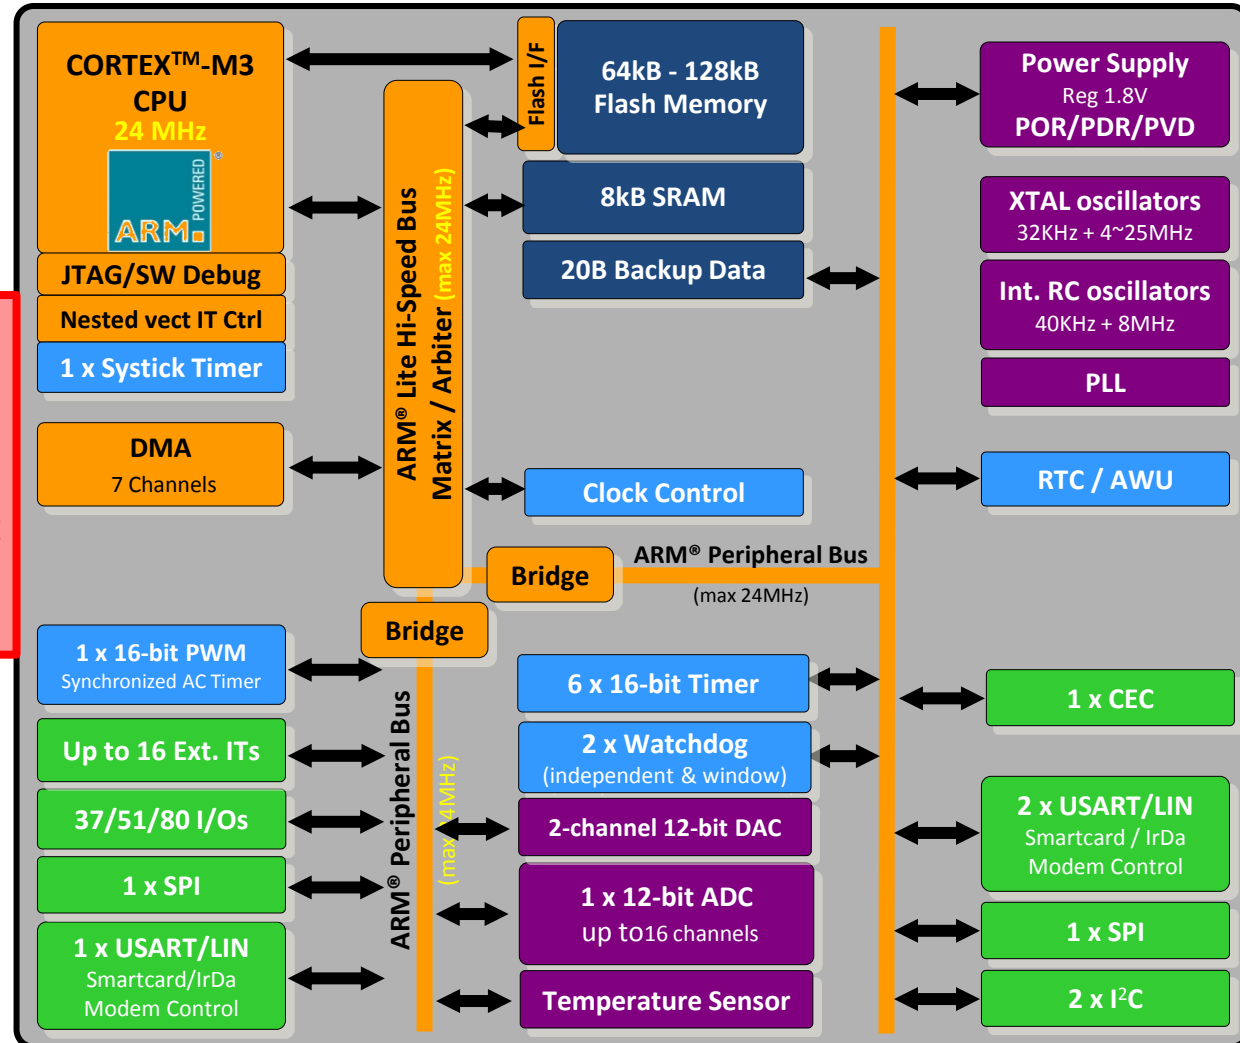 CORTEX™-M3
CPU
24 MHz
ARM®
POWERED
JTAG/SW Debug
Nested vect IT Ctrl
1 x Systick Timer
DMA
7 Channels
ARM® Lite Hi-Speed Bus
Matrix / Arbiter (max 24MHz)
Flash I/F
64kB - 128kB
Flash Memory
8kB SRAM
20B Backup Data
Clock Control
Bridge
ARM® Peripheral Bus
(max 24MHz)
Bridge
Power Supply
Reg 1.8V
POR/PDR/PVD
XTAL oscillators
32KHz + 4~25MHz
Int. RC oscillators
40KHz + 8MHz
PLL
RTC / AWU
1 x 16-bit PWM
Synchronized AC Timer
Up to 16 Ext. ITs
37/51/80 I/Os
1 x SPI
1 x USART/LIN
Smartcard/IrDa
Modem Control
ARM® Peripheral Bus
(max 24MHz)
6 x 16-bit Timer
2 x Watchdog
(independent & window)
2-channel 12-bit DAC
1 x 12-bit ADC
up to16 channels
Temperature Sensor
1 x CEC
2 x USART/LIN
Smartcard / IrDa
Modem Control
1 x SPI
2 x I²C